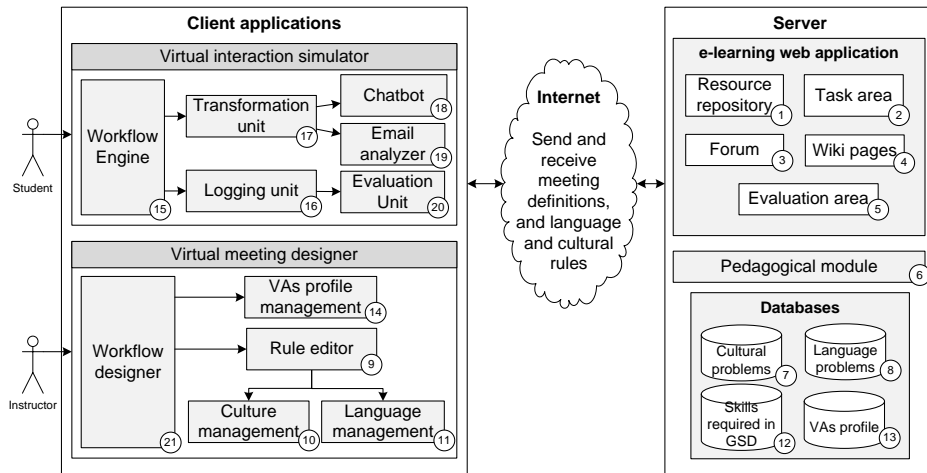 Client applications
Virtual interaction simulator
Student
Workflow
Engine
15
Transformation
unit
17
Chatbot
18
Email
analyzer
19
Logging unit
16
Evaluation
Unit
20
Virtual meeting designer
Instructor
Workflow
designer
21
VAs profile
management
14
Rule editor
9
Culture
management
10
Language
management
11
Internet
Send and
receive
meeting
definitions,
and language
and cultural
rules
Server
e-learning web application
Resource
repository
1
Task area
2
Forum
3
Wiki pages
4
Evaluation area
5
Pedagogical module
6
Databases
Cultural
problems
7
Language
problems
8
Skills
required in
GSD
12
VAs profile
13